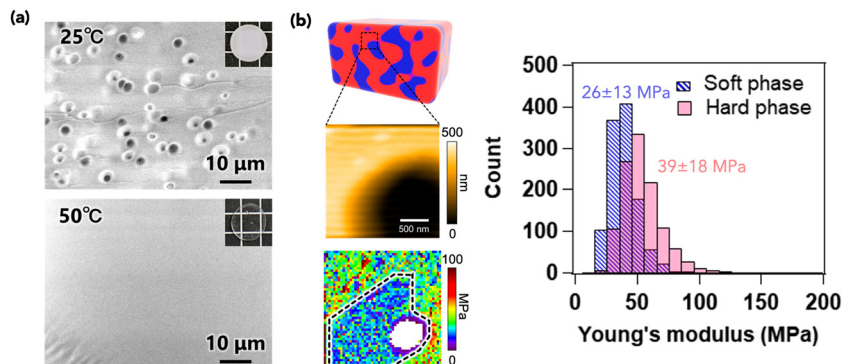 (a)
25℃
10 μm
50℃
10 μm
(b)
500
nm
0
500 nm
100
MPa
0
500
400
300
200
100
0
Count
26±13 MPa
Soft phase
Hard phase
39±18 MPa
0
50
100
150
200
Young's modulus (MPa)